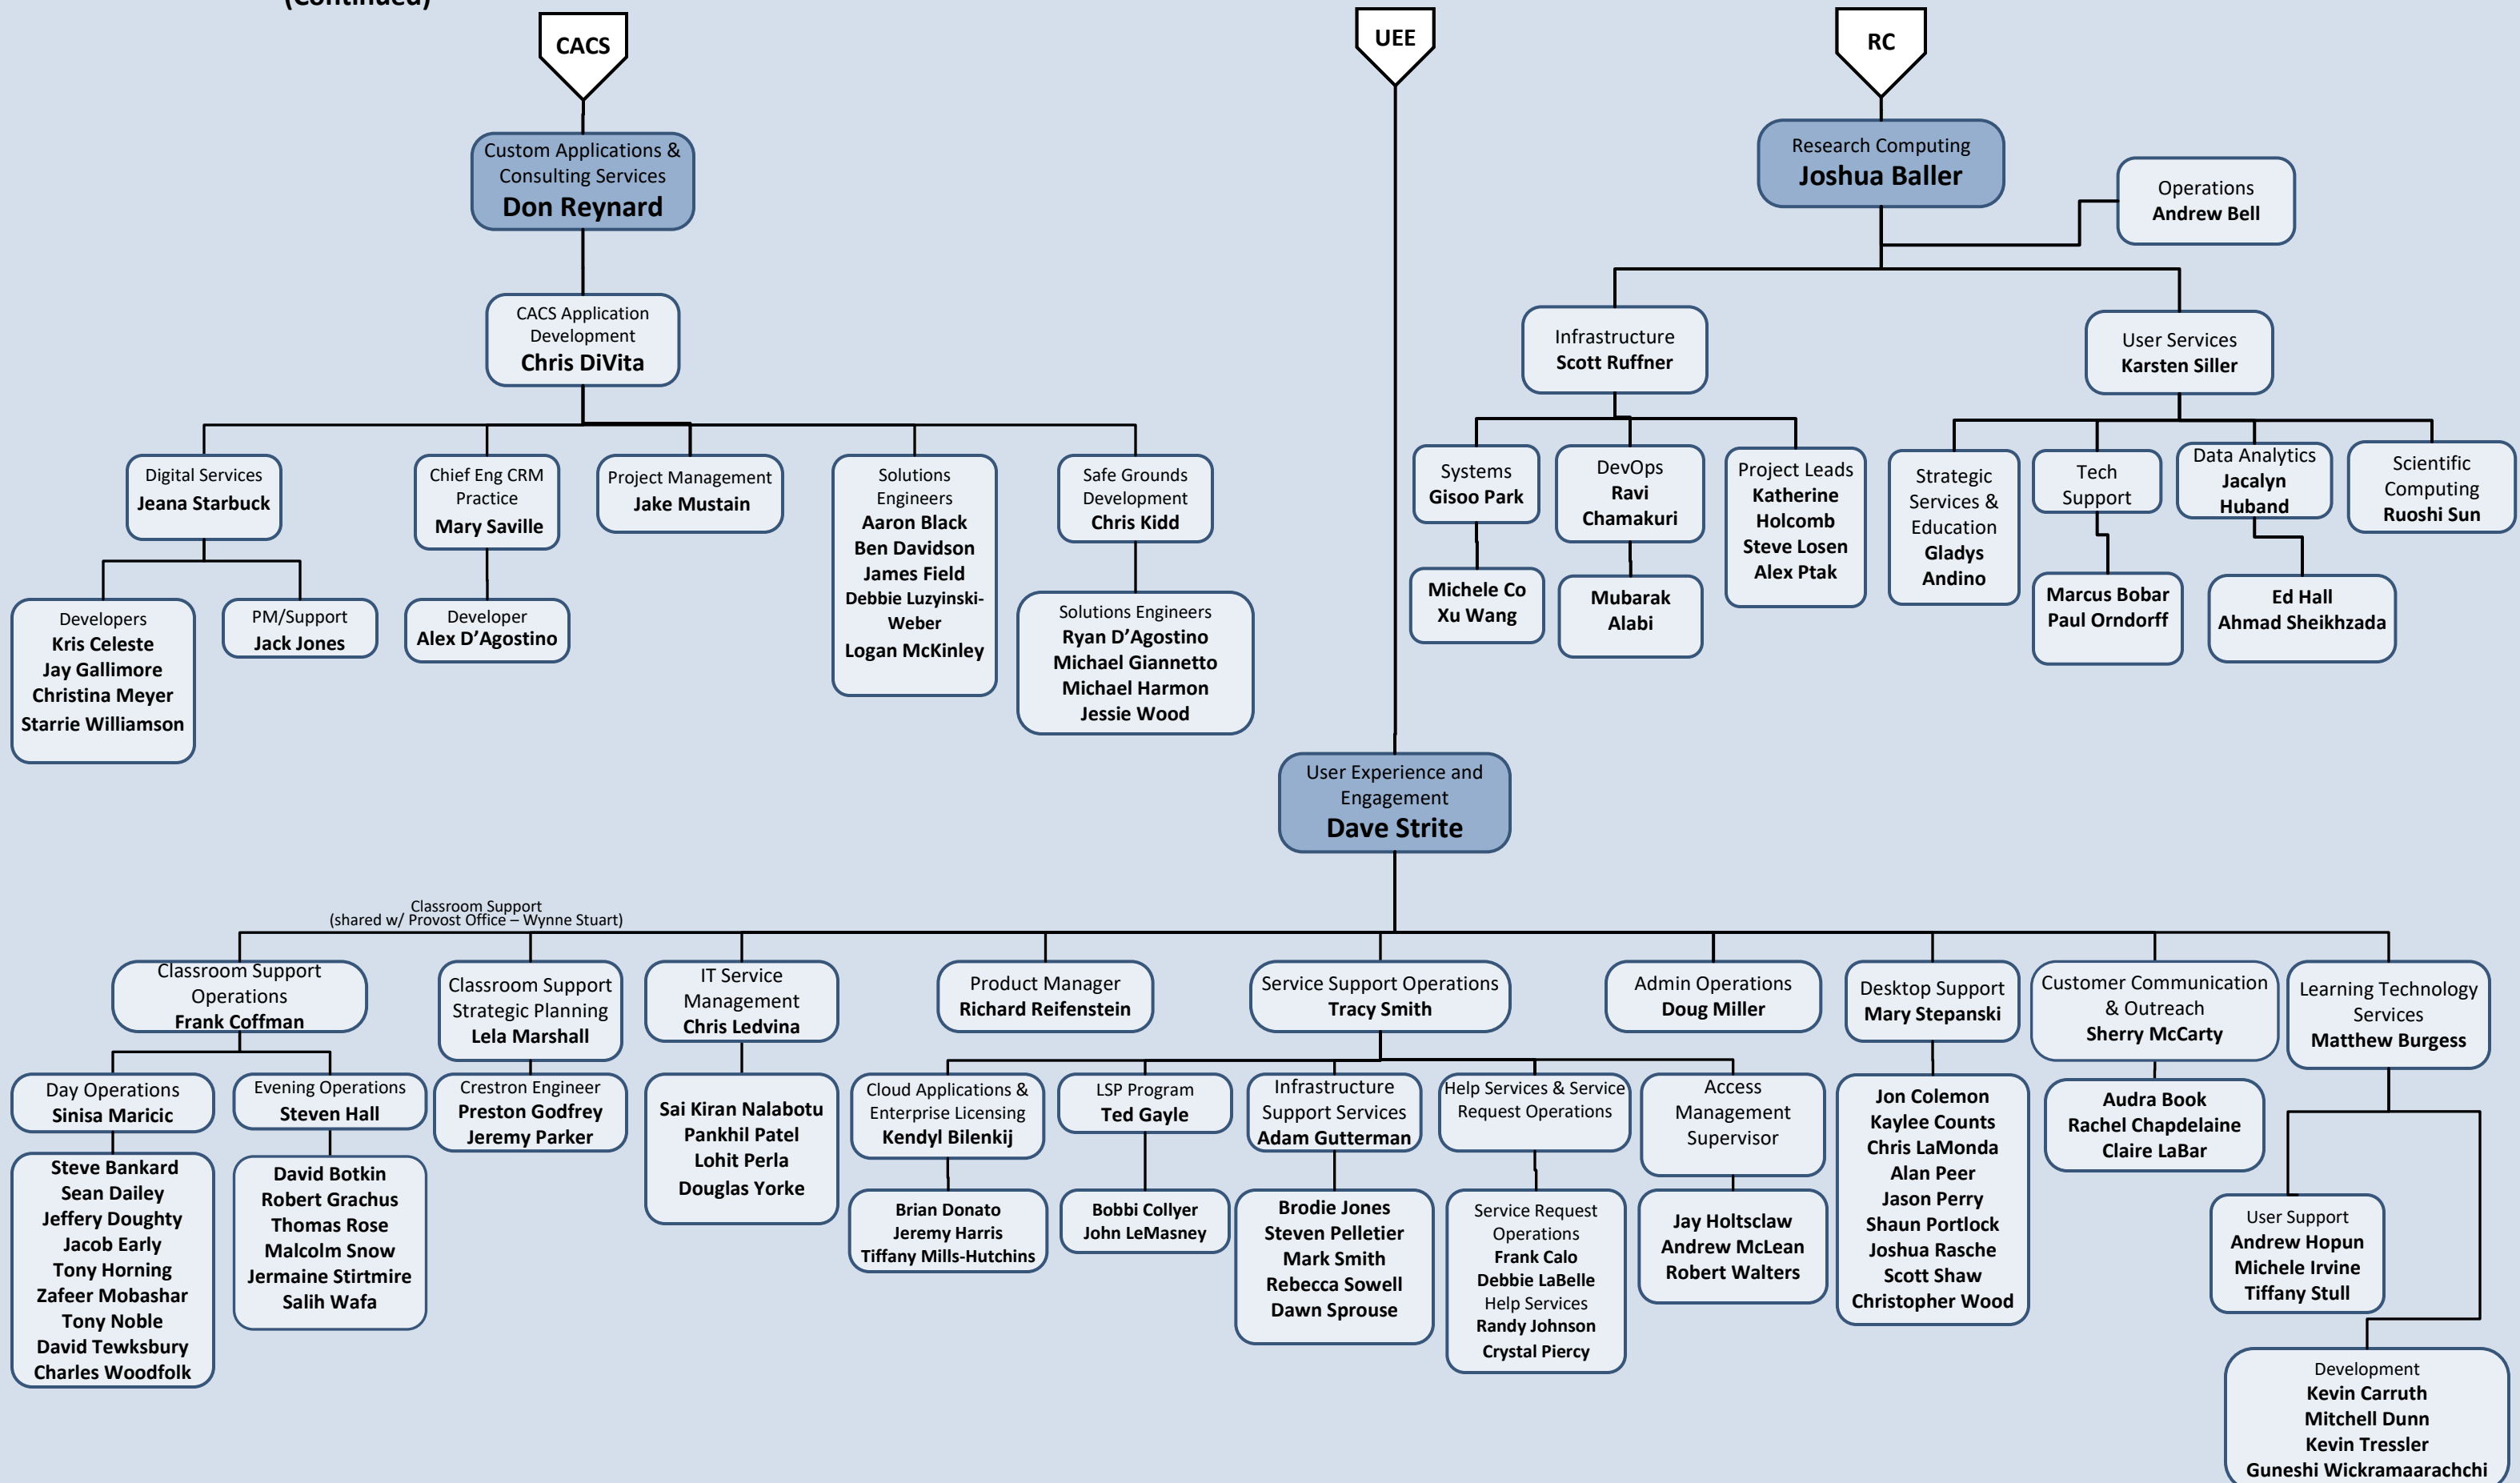 (Continued)
CACS
UEE
RC
Custom Applications &
Consulting Services
Don Reynard
Research Computing
Joshua Baller
Operations
Andrew Bell
CACS Application
Development
Chris DiVita
Infrastructure
Scott Ruffner
User Services
Karsten Siller
Digital Services
Jeana Starbuck
Chief Eng CRM
Practice
Mary Saville
Project Management
Jake Mustain
Solutions
Engineers
Aaron Black
Ben Davidson
James Field
Debbie Luzyinski-
Weber
Logan McKinley
Safe Grounds
Development
Chris Kidd
Systems
Gisoo Park
DevOps
Ravi
Chamakuri
Project Leads
Katherine
Holcomb
Steve Losen
Alex Ptak
Strategic
Services &
Education
Gladys
Andino
Tech
Support
Data Analytics
Jacalyn
Huband
Scientific
Computing
Ruoshi Sun
Developers
Kris Celeste
Jay Gallimore
Christina Meyer
Starrie Williamson
PM/Support
Jack Jones
Developer
Alex D’Agostino
Solutions Engineers
Ryan D’Agostino
Michael Giannetto
Michael Harmon
Jessie Wood
Michele Co
Xu Wang
Mubarak
Alabi
Marcus Bobar
Paul Orndorff
Ed Hall
Ahmad Sheikhzada
User Experience and
Engagement
Dave Strite
Classroom Support
(shared w/ Provost Office – Wynne Stuart)
Classroom Support
Operations
Frank Coffman
Classroom Support
Strategic Planning
Lela Marshall
IT Service
Management
Chris Ledvina
Product Manager
Richard Reifenstein
Service Support Operations
Tracy Smith
Admin Operations
Doug Miller
Desktop Support
Mary Stepanski
Customer Communication
& Outreach
Sherry McCarty
Learning Technology
Services
Matthew Burgess
Day Operations
Sinisa Maricic
Evening Operations
Steven Hall
Crestron Engineer
Preston Godfrey
Jeremy Parker
Sai Kiran Nalabotu
Pankhil Patel
Lohit Perla
Douglas Yorke
Cloud Applications &
Enterprise Licensing
Kendyl Bilenkij
LSP Program
Ted Gayle
Infrastructure
Support Services
Adam Gutterman
Help Services & Service
Request Operations
Access
Management
Supervisor
Jon Colemon
Kaylee Counts
Chris LaMonda
Alan Peer
Jason Perry
Shaun Portlock
Joshua Rasche
Scott Shaw
Christopher Wood
Audra Book
Rachel Chapdelaine
Claire LaBar
Steve Bankard
Sean Dailey
Jeffery Doughty
Jacob Early
Tony Horning
Zafeer Mobashar
Tony Noble
David Tewksbury
Charles Woodfolk
David Botkin
Robert Grachus
Thomas Rose
Malcolm Snow
Jermaine Stirtmire
Salih Wafa
Brian Donato
Jeremy Harris
Tiffany Mills-Hutchins
Bobbi Collyer
John LeMasney
Brodie Jones
Steven Pelletier
Mark Smith
Rebecca Sowell
Dawn Sprouse
Service Request
Operations
Frank Calo
Debbie LaBelle
Help Services
Randy Johnson
Crystal Piercy
Jay Holtsclaw
Andrew McLean
Robert Walters
User Support
Andrew Hopun
Michele Irvine
Tiffany Stull
Development
Kevin Carruth
Mitchell Dunn
Kevin Tressler
Guneshi Wickramaarachchi